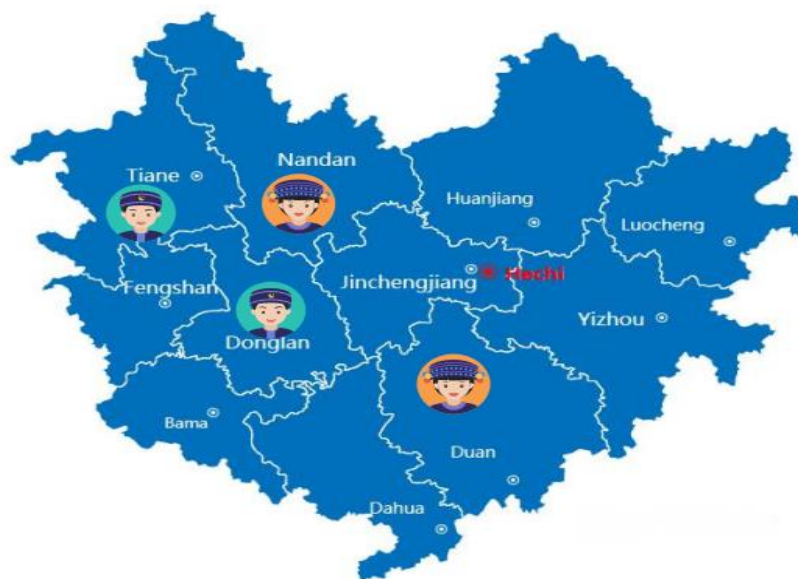 Nandan
Tiane
Huanjiang
Luocheng
Jinchengjiang
Hechi
Fengshan
Yizhou
Donglan
Bama
Duan
Dahua